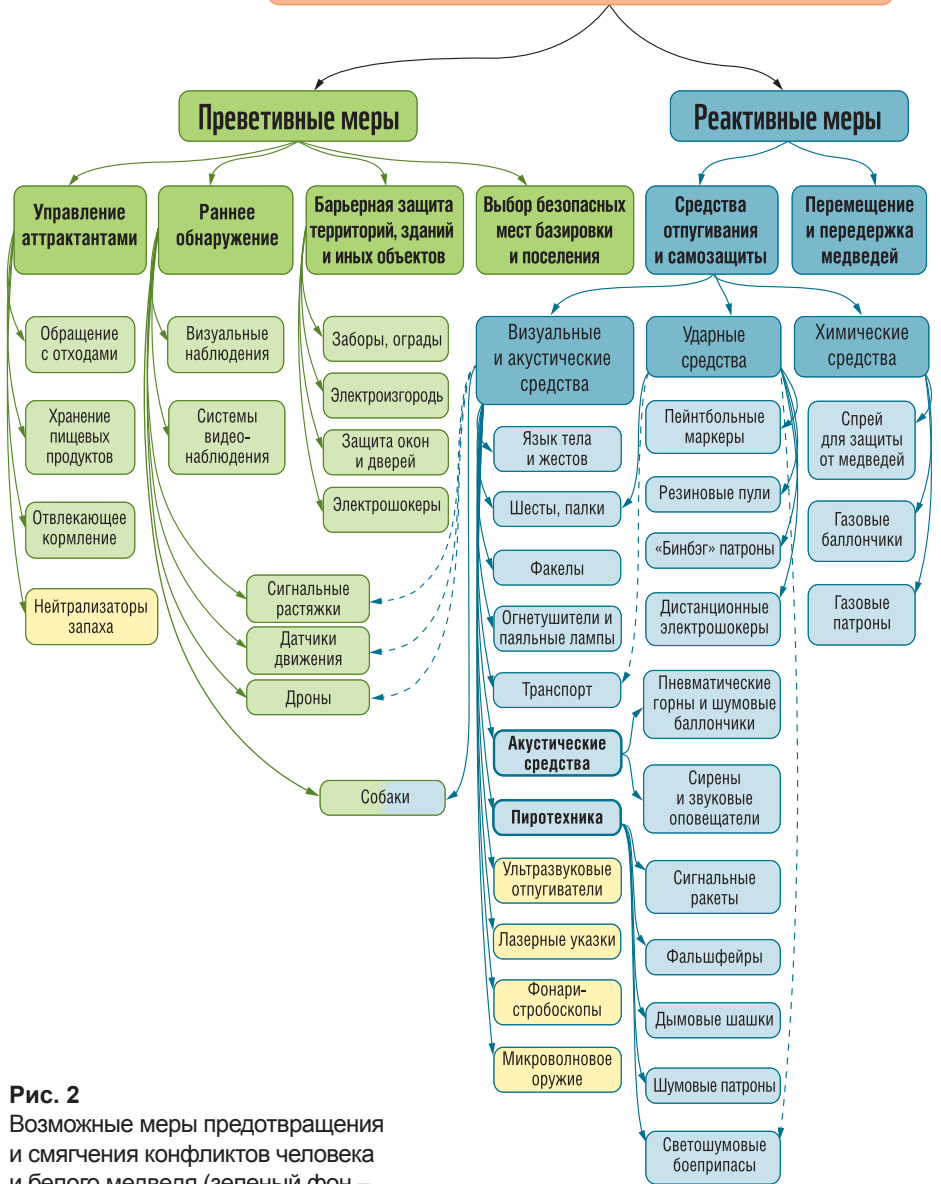 Преветивные меры
Реактивные меры
Управление
аттрактантами
Раннее
обнаружение
Барьерная защита
территорий, зданий
и иных объектов
Выбор безопасных
мест базировки
и поселения
Средства
отпугивания
и самозащиты
Перемещение
и передержка
медведей
Обращение
с отходами
Хранение
пищевых
продуктов
Отвлекающее
кормление
Нейтрализаторы
запаха
Визуальные
наблюдения
Системы
видео-
наблюдения
Заборы, ограды
Электроизгородь
Защита окон
и дверей
Электрошокеры
Сигнальные
растяжки
Датчики
движения
Дроны
Собаки
Визуальные
и акустические
средства
Язык тела
и жестов
Шесты, палки
Факелы
Огнетушители и
паяльные лампы
Транспорт
Акустические
средства
Пиротехника
Ультразвуковые
отпугиватели
Лазерные указки
Фонари-
стробоскопы
Микроволновое
оружие
Ударные
средства
Пейнтбольные
маркеры
Резиновые пули
«Бинбэг» патроны
Дистанционные
электрошокеры
Пневматические
горны и шумовые
баллончики
Сирены
и звуковые
оповещатели
Сигнальные
ракеты
Фальшфейры
Дымовые шашки
Шумовые патроны
Светошумовые
боеприпасы
Химические
средства
Спрей
для защиты
от медведей
Газовые
баллончики
Газовые
патроны
Рис. 2
Возможные меры предотвращения
и смягчения конфликтов человека
и белого медведя (зеленый фон –